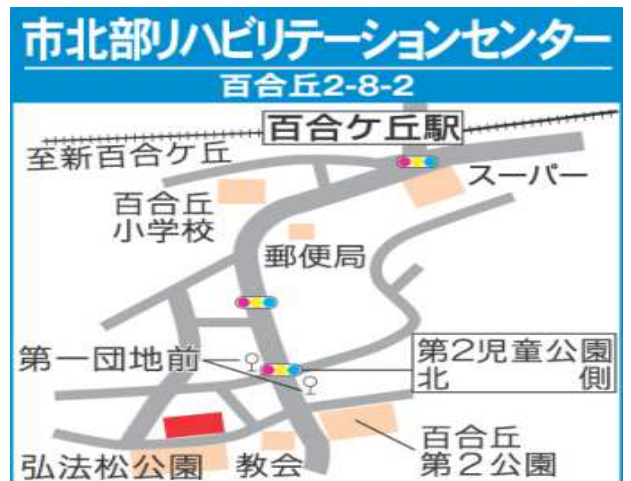 市北部リハビリテーションセンター
百合丘2-8-2
百合ケ丘駅
至新百合ケ丘
スーパー
百合丘
小学校
郵便局
第一団地前
第2児童公園
北側
百合丘
第2公園
弘法松公園
教会